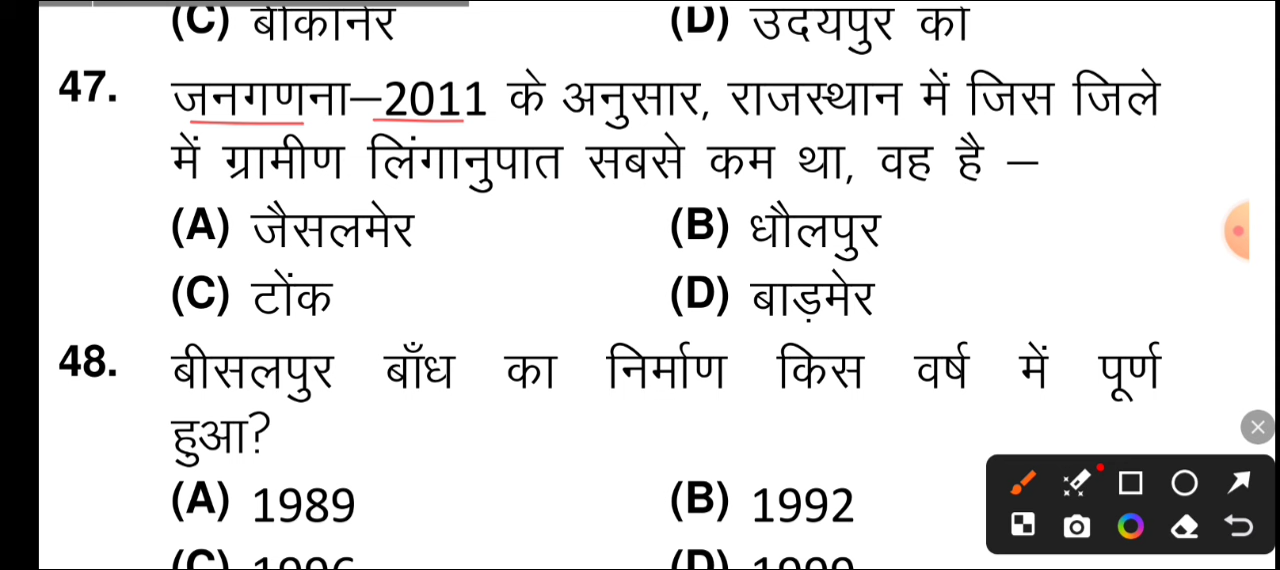 (C) बीकानेर (D) उदयपुर को
47. जनगणना–2011 के अनुसार, राजस्थान में जिस जिले
में ग्रामीण लिंगानुपात सबसे कम था, वह है –
(A) जैसलमेर (B) धौलपुर
(C) टोंक (D) बाड़मेर
48. बीसलपुर बाँध का निर्माण किस वर्ष में पूर्ण
हुआ?
(A) 1989 (B) 1992
(C) (D)